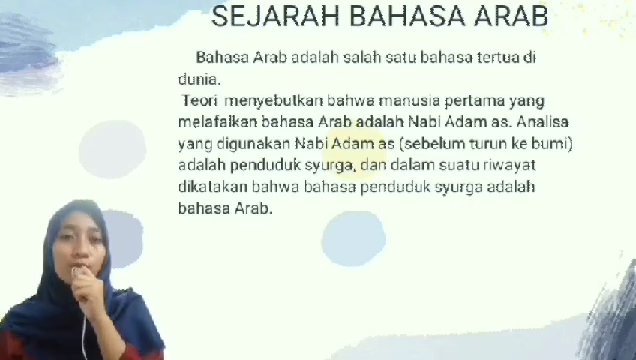 SEJARAH BAHASA ARAB
Bahasa Arab adalah salah satu bahasa tertua di
dunia.
Teori menyebutkan bahwa manusia pertama yang
melafaikan bahasa Arab adalah Nabi Adam as. Analisa
yang digunakan Nabi Adam as (sebelum turun ke bumi)
adalah penduduk syurga, dan dalam suatu riwayat
dikatakan bahwa bahasa penduduk syurga adalah
bahasa Arab.